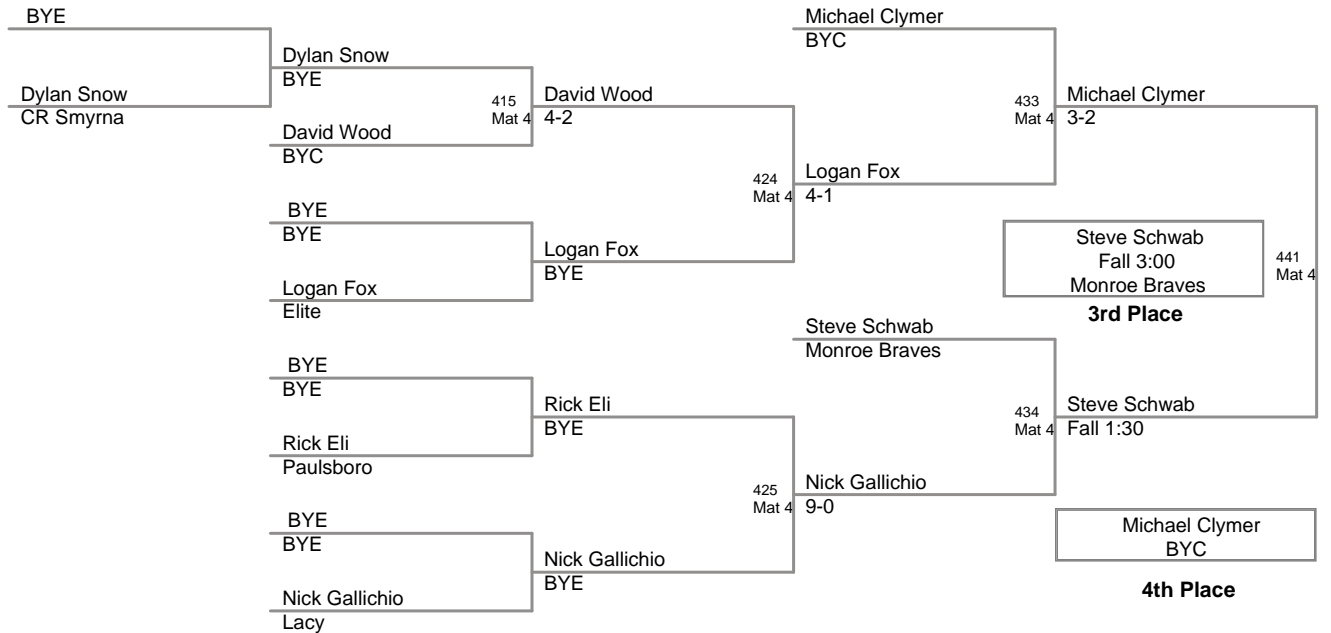 BYE
Dylan Snow
CR Smyrna
Dylan Snow
BYE
David Wood
BYC
415
Mat 4
David Wood
4-2
BYE
BYE
Logan Fox
Elite
Logan Fox
BYE
424
Mat 4
Michael Clymer
BYC
Logan Fox
4-1
433
Mat 4
Michael Clymer
3-2
BYE
BYE
Rick Eli
Paulsboro
Rick Eli
BYE
BYE
BYE
Nick Gallichio
Lacy
Nick Gallichio
BYE
425
Mat 4
Steve Schwab
Monroe Braves
Nick Gallichio
9-0
434
Mat 4
Steve Schwab
Fall 1:30
441
Mat 4
Steve Schwab
Fall 3:00
Monroe Braves
3rd Place
Michael Clymer
BYC
4th Place